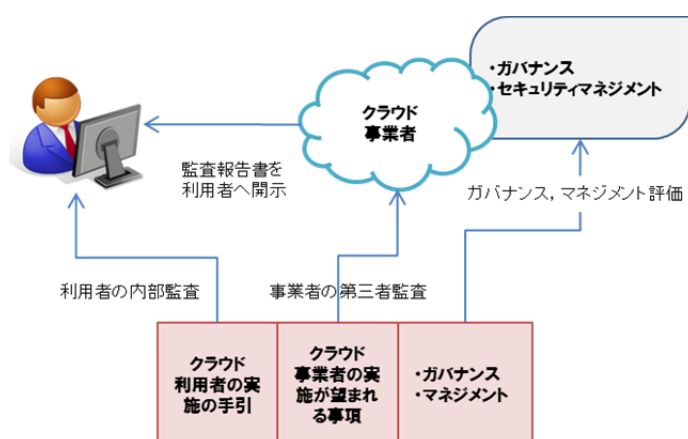 ・ガバナンス
・セキュリティマネジメント
クラウド
事業者
監査報告書を
利用者へ開示
ガバナンス，マネジメント評価
利用者の内部監査
事業者の第三者監査
クラウド
利用者の実
施の手引
クラウド
事業者の実
施が望まれ
る事項
・ガバナンス
・マネジメント